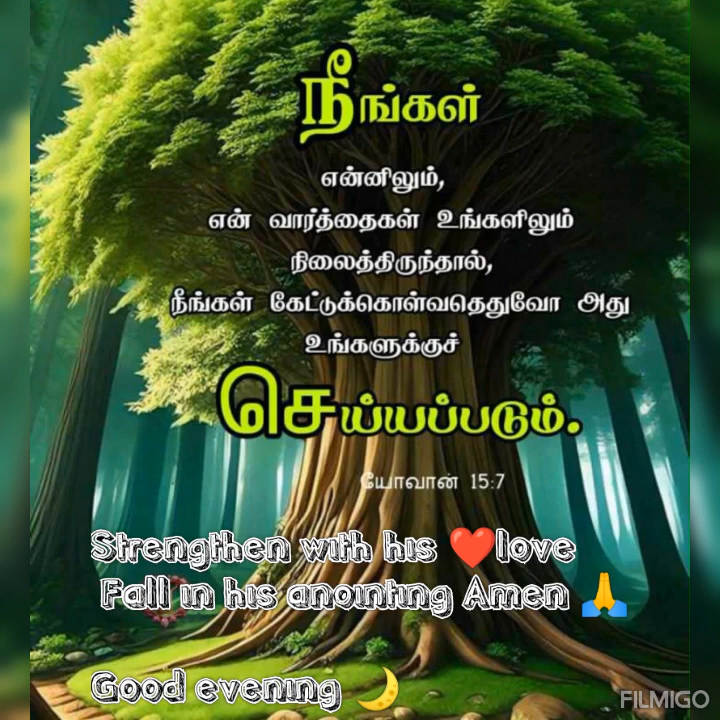 நீங்கள்
என்னிலும்,
என் வார்த்தைகள் உங்களிலும்
நிலைத்திருந்தால்,
நீங்கள் கேட்டுக்கொள்வதெதுவோ அது
உங்களுக்குச்
செய்யப்படும்.
யோவான் 15:7
Strengthen with his ❤️love
Fall in his anointing Amen 🙏
Good evening 🌙
FILMIGO